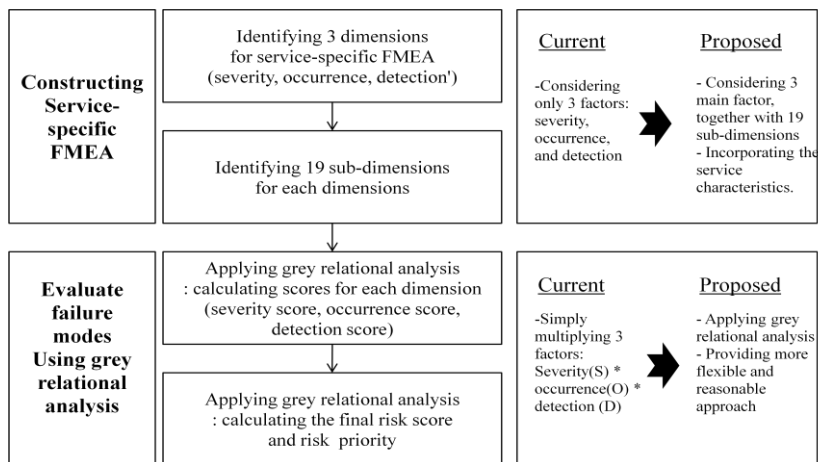 Constructing
Service-
specific
FMEA
Identifying 3 dimensions
for service-specific FMEA
(severity, occurrence, detection')
Identifying 19 sub-dimensions
for each dimensions
Current
-Considering
only 3 factors:
severity,
occurrence,
and detection
Proposed
- Considering 3
main factor,
together with 19
sub-dimensions
- Incorporating the
service
characteristics.
Evaluate
failure
modes
Using grey
relational
analysis
Applying grey relational analysis
: calculating scores for each dimension
(severity score, occurrence score,
detection score)
Applying grey relational analysis
: calculating the final risk score
and risk priority
Current
-Simply
multiplying 3
factors:
Severity(S) *
occurrence(O) *
detection (D)
Proposed
- Applying grey
relational analysis
- Providing more
flexible and
reasonable
approach